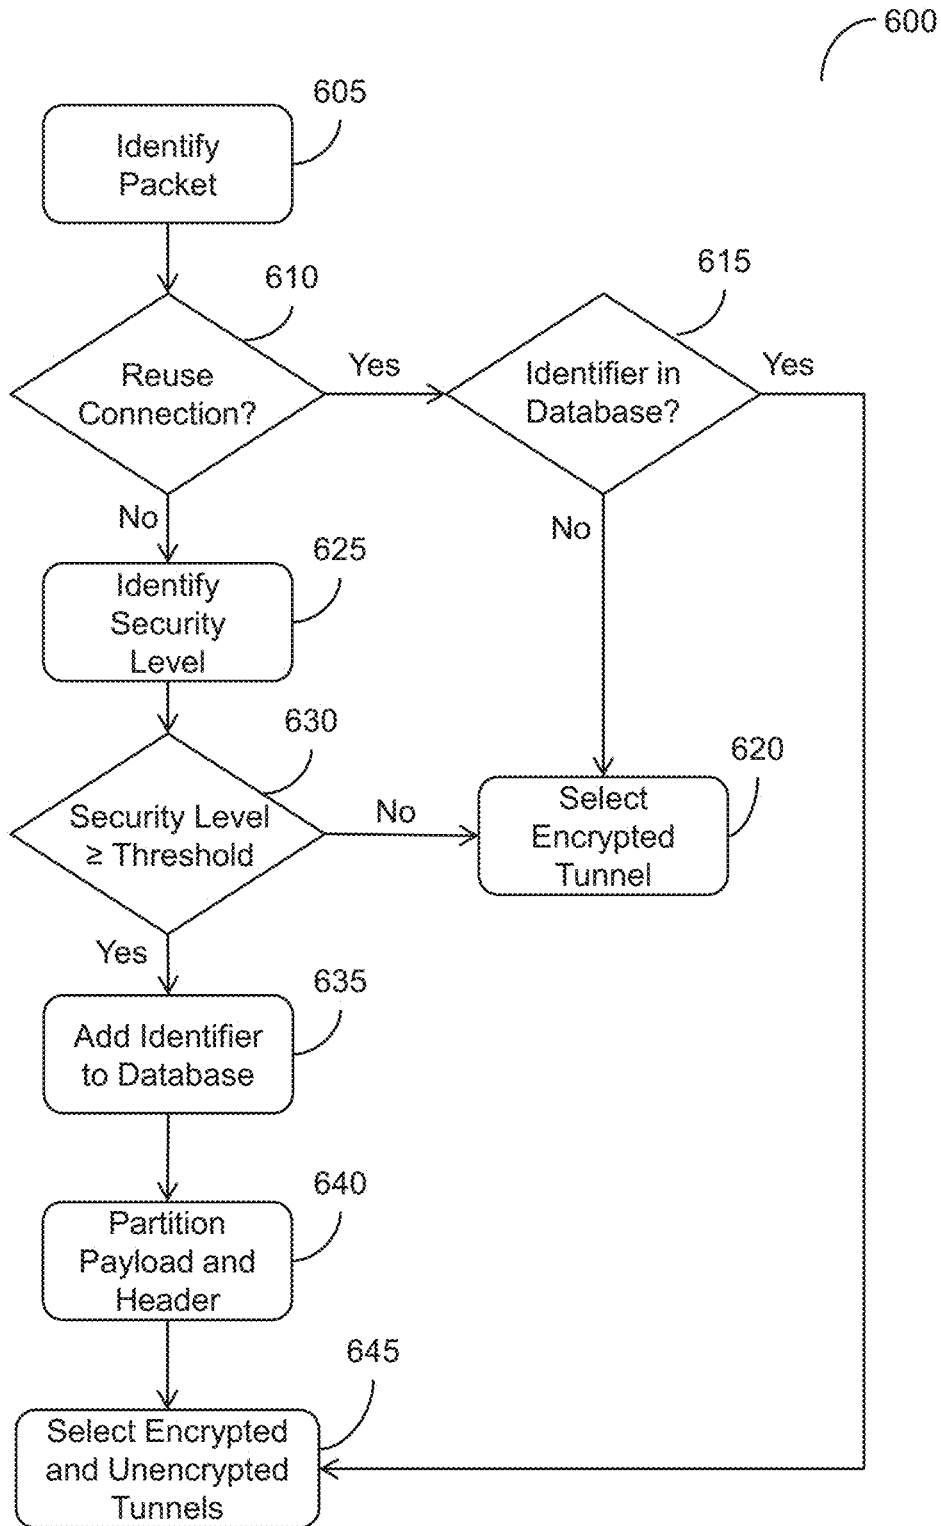 600
605
Identify
Packet
610
Reuse
Connection?
Yes
615
Identifier in
Database?
Yes
No
No
625
Identify
Security
Level
630
Security Level
≥ Threshold
No
620
Select
Encrypted
Tunnel
Yes
635
Add Identifier
to Database
640
Partition
Payload and
Header
645
Select Encrypted
and Unencrypted
Tunnels